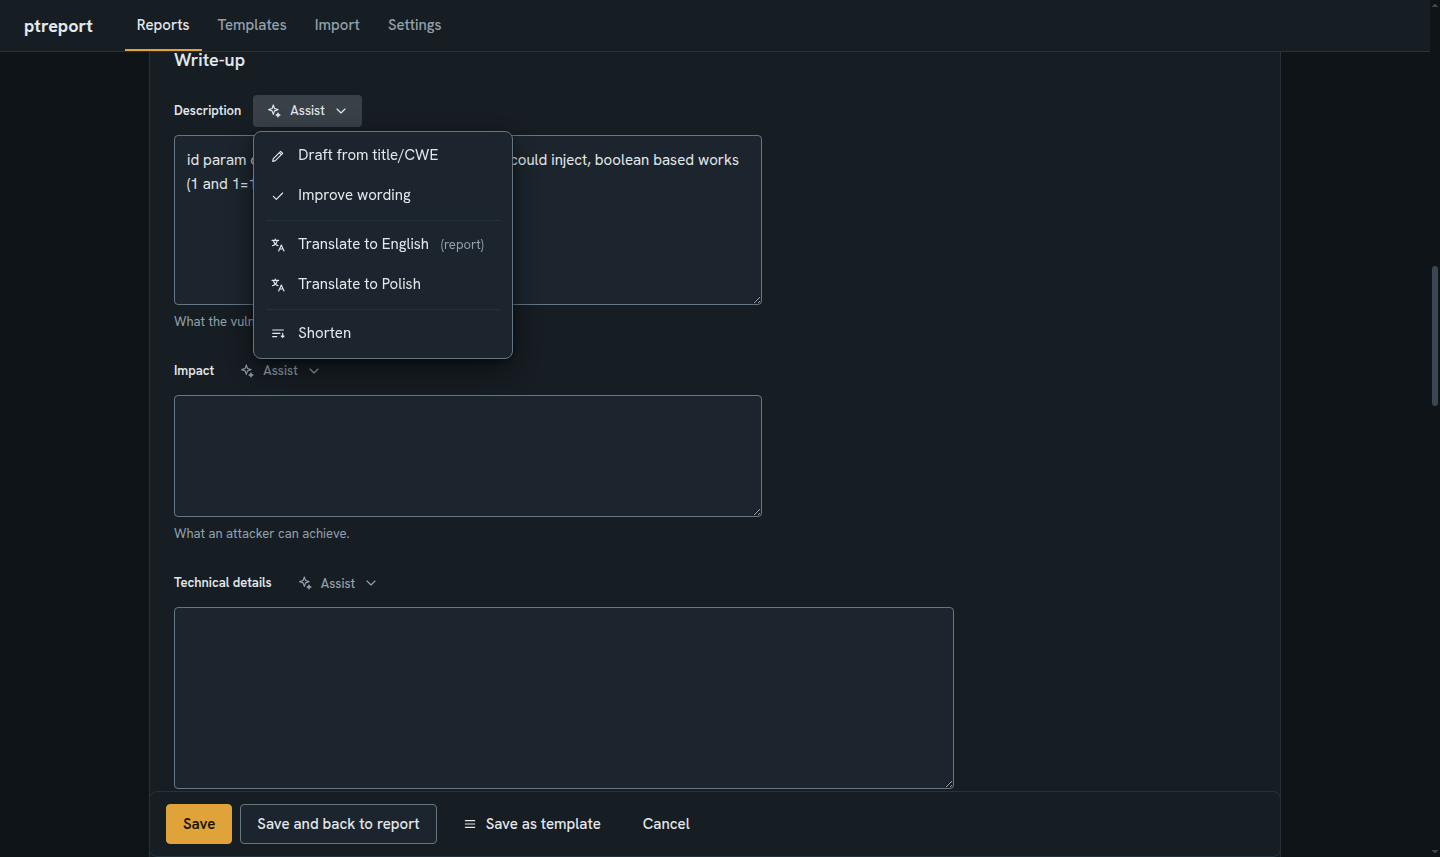 ptreport
Reports
Templates
Import
Settings
Write-up
Description
Assist
id param could inject, boolean based works
(1 and 1=1
Draft from title/CWE
Improve wording
Translate to English (report)
Translate to Polish
Shorten
What the
Impact
Assist
What an attacker can achieve.
Technical details
Assist
Save
Save and back to report
Save as template
Cancel